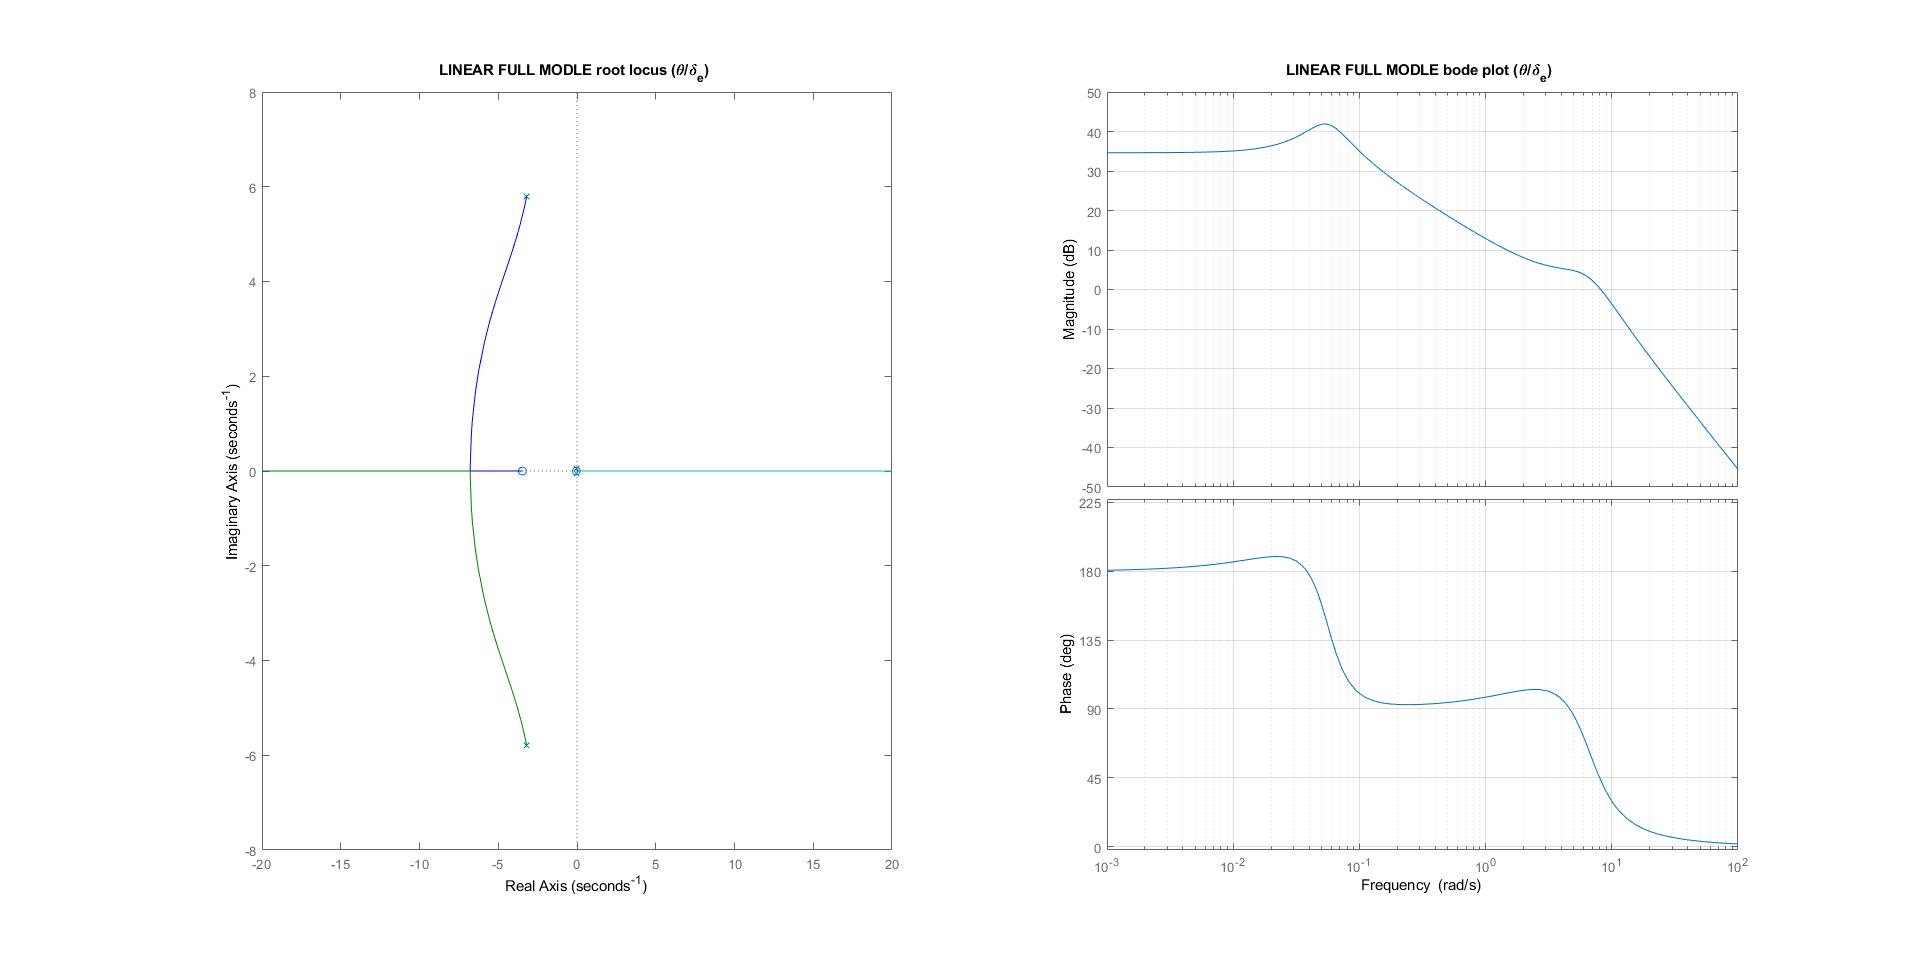 LINEAR FULL MODLE root locus (θ/δe)
8
6
4
2
0
-2
-4
-6
-8
Imaginary Axis (seconds-1)
-20 -15 -10 -5 0 5 10 15 20
Real Axis (seconds-1)
LINEAR FULL MODLE bode plot (θ/δe)
50
40
30
20
10
0
-10
-20
-30
-40
-50
Magnitude (dB)
225
180
135
90
45
0
Phase (deg)
10-3 10-2 10-1 100 101 102
Frequency (rad/s)